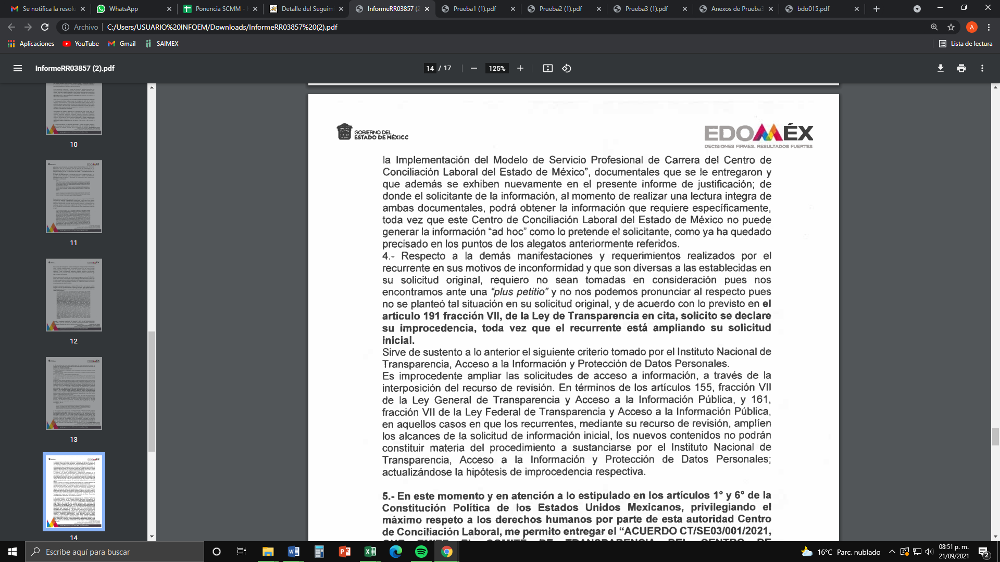 Se notifica la resolu
WhatsApp
Ponencia SCMM -
Detalle del Seguim
InformeRR03857 (2
Prueba1 (1).pdf
Prueba2 (1).pdf
Prueba3 (1).pdf
Anexos de Prueba3
bdo015.pdf
Archivo
C:/Users/USUARIO%20INFOEM/Downloads/InformeRR03857%20(2).pdf
A
Aplicaciones
YouTube
Gmail
SAIMEX
Lista de lectura
InformeRR03857 (2).pdf
14 / 17
125%
10
11
12
13
14
GOBIERNO DEL
ESTADO DE MÉXICO
EDOMÉX
DECISIONES FIRMES, RESULTADOS FUERTES
la Implementación del Modelo de Servicio Profesional de Carrera del Centro de
Conciliación Laboral del Estado de México”, documentales que se le entregaron y
que además se exhiben nuevamente en el presente informe de justificación; de
donde el solicitante de la información, al momento de realizar una lectura integra de
ambas documentales, podrá obtener la información que requiere específicamente,
toda vez que este Centro de Conciliación Laboral del Estado de México no puede
generar la información “ad hoc” como lo pretende el solicitante, como ya ha quedado
precisado en los puntos de los alegatos anteriormente referidos.
4.- Respecto a la demás manifestaciones y requerimientos realizados por el
recurrente en sus motivos de inconformidad y que son diversas a las establecidas en
su solicitud original, requiero no sean tomadas en consideración pues nos
encontramos ante una “plus petitio” y no nos podemos pronunciar al respecto pues
no se planteó tal situación en su solicitud original, y de acuerdo con lo previsto en el
artículo 191 fracción VII, de la Ley de Transparencia en cita, solicito se declare
su improcedencia, toda vez que el recurrente está ampliando su solicitud
inicial.
Sirve de sustento a lo anterior el siguiente criterio tomado por el Instituto Nacional de
Transparencia, Acceso a la Información y Protección de Datos Personales.
Es improcedente ampliar las solicitudes de acceso a información, a través de la
interposición del recurso de revisión. En términos de los artículos 155, fracción VII
de la Ley General de Transparencia y Acceso a la Información Pública, y 161,
fracción VII de la Ley Federal de Transparencia y Acceso a la Información Pública,
en aquellos casos en que los recurrentes, mediante su recurso de revisión, amplíen
los alcances de la solicitud de información inicial, los nuevos contenidos no podrán
constituir materia del procedimiento a sustanciarse por el Instituto Nacional de
Transparencia, Acceso a la Información y Protección de Datos Personales;
actualizándose la hipótesis de improcedencia respectiva.
5.- En este momento y en atención a lo estipulado en los artículos 1° y 6° de la
Constitución Política de los Estados Unidos Mexicanos, privilegiando el
máximo respeto a los derechos humanos por parte de esta autoridad Centro
de Conciliación Laboral, me permito entregar el “ACUERDO CT/SE03/001/2021,
QUE EMITE EL COMITÉ DE TRANSPARENCIA DEL CENTRO DE
Escribe aquí para buscar
16°C Parc. nublado
08:51 p. m.
21/09/2021
2